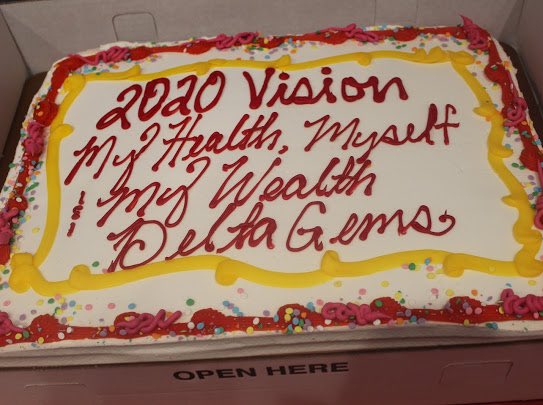 2020 Vision
My Health, Myself
My Wealth
Delta Gems
OPEN HERE